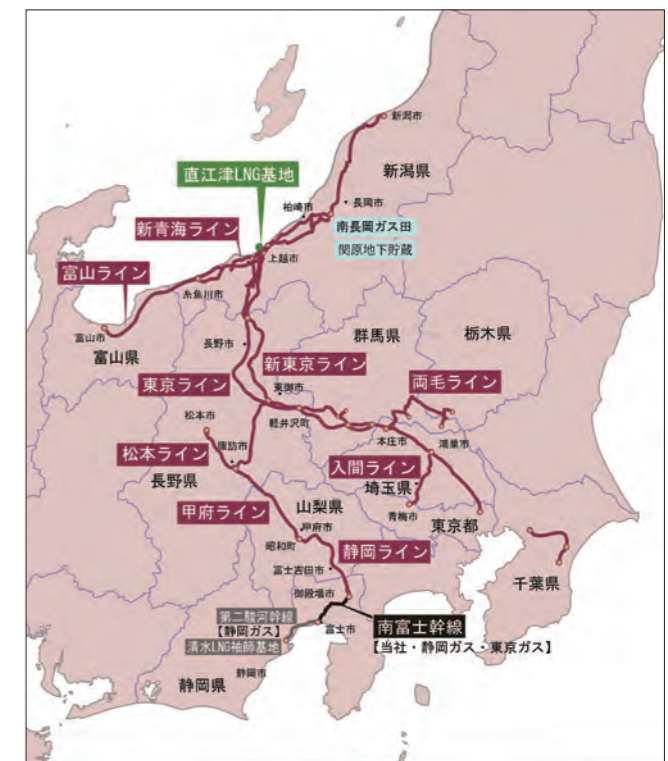 新潟市
新潟県
直江津LNG基地
柏崎市
長岡市
新青海ライン
南長岡ガス田
関原地下貯蔵
上越市
富山ライン
糸魚川市
富山市
富山県
長野市
群馬県
栃木県
新東京ライン
東京ライン
東御市
両毛ライン
松本市
軽井沢町
本庄市
鴻巣市
諏訪市
松本ライン
長野県
入間ライン
埼玉県
山梨県
甲府ライン
甲府市
青梅市
東京都
昭和町
静岡ライン
富士吉田市
千葉県
御殿場市
第二駿河幹線
【静岡ガス】
富士市
南富士幹線
【当社・静岡ガス・東京ガス】
清水LNG袖師基地
静岡市
静岡県